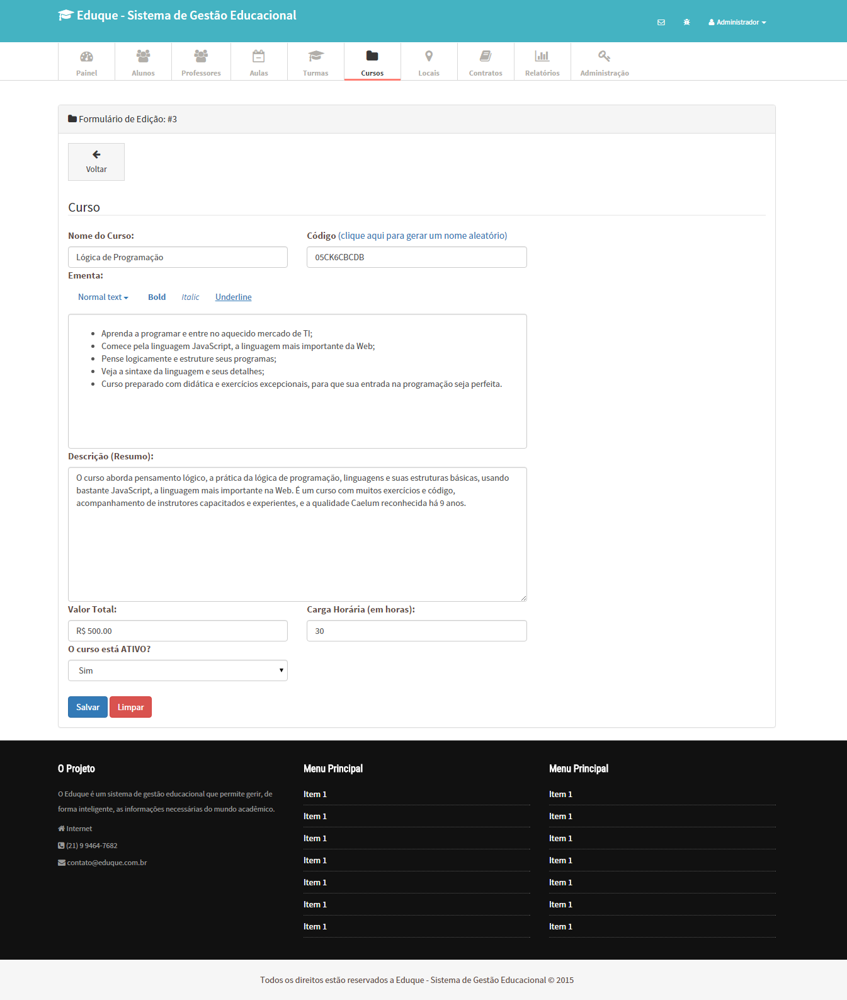 Eduque - Sistema de Gestão Educacional
Administrador
Painel
Alunos
Professores
Aulas
Turmas
Cursos
Locais
Contratos
Relatórios
Administração
Formulário de Edição: #3
Voltar
Curso
Nome do Curso:
Código (clique aqui para gerar um nome aleatório)
Lógica de Programação
05CK6CBCDB
Ementa:
Normal text
Bold
Italic
Underline
Aprenda a programar e entre no aquecido mercado de TI;
Comece pela linguagem JavaScript, a linguagem mais importante da Web;
Pense logicamente e estruture seus programas;
Veja a sintaxe da linguagem e seus detalhes;
Curso preparado com didática e exercícios excepcionais, para que sua entrada na programação seja perfeita.
Descrição (Resumo):
O curso aborda pensamento lógico, a prática da lógica de programação, linguagens e suas estruturas básicas, usando
bastante JavaScript, a linguagem mais importante na Web. É um curso com muitos exercícios e código,
acompanhamento de instrutores capacitados e experientes, e a qualidade Caelum reconhecida há 9 anos.
Valor Total:
Carga Horária (em horas):
R$ 500.00
30
O curso está ATIVO?
Sim
Salvar
Limpar
O Projeto
O Eduque é um sistema de gestão educacional que permite gerir, de
forma inteligente, as informações necessárias do mundo acadêmico.
Internet
(21) 9 9464-7682
contato@eduque.com.br
Menu Principal
Item 1
Item 1
Item 1
Item 1
Item 1
Item 1
Item 1
Menu Principal
Item 1
Item 1
Item 1
Item 1
Item 1
Item 1
Item 1
Todos os direitos estão reservados a Eduque - Sistema de Gestão Educacional © 2015